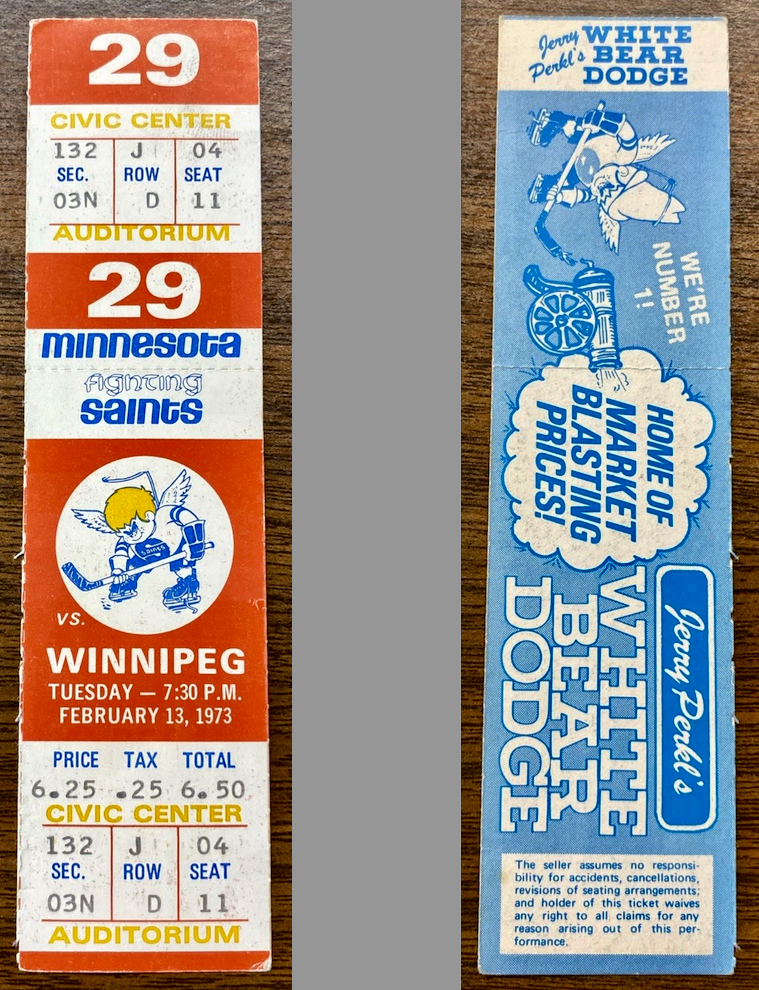 29
CIVIC CENTER
132 J 04
SEC. ROW SEAT
03N D 11
AUDITORIUM
29
minnesota
fighting
saints
SAINTS
VS.
WINNIPEG
TUESDAY — 7:30 P.M.
FEBRUARY 13, 1973
PRICE TAX TOTAL
6.25 .25 6.50
CIVIC CENTER
132 J 04
SEC. ROW SEAT
03N D 11
AUDITORIUM
Jerry Perkl's
WHITE
BEAR
DODGE
WE'RE
NUMBER
1!
HOME OF
MARKET
BLASTING
PRICES!
Jerry Perkl's
WHITE
BEAR
DODGE
The seller assumes no responsi-
bility for accidents, cancellations,
revisions of seating arrangements;
and holder of this ticket waives
any right to all claims for any
reason arising out of this per-
formance.